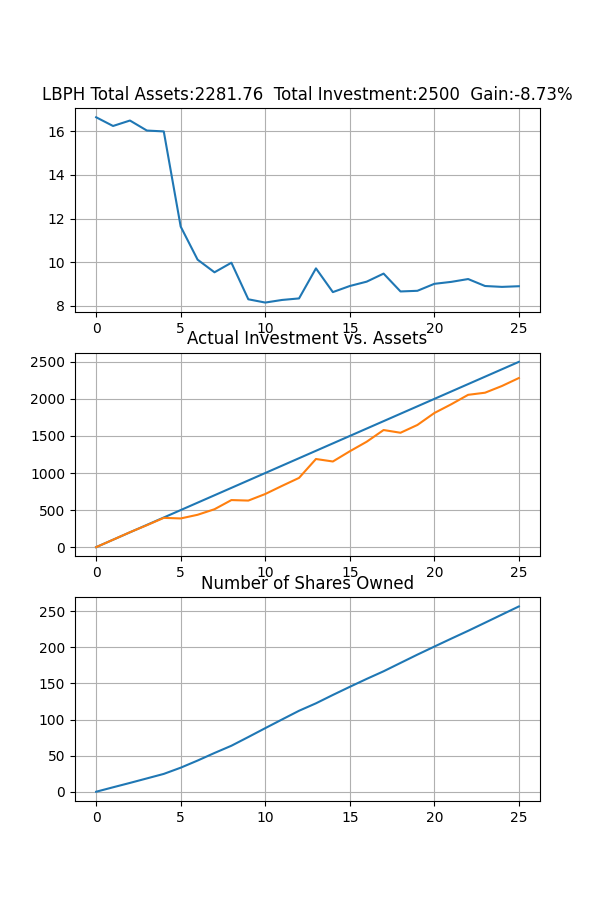 LBPH Total Assets:2281.76  Total Investment:2500  Gain:-8.73%
16
14
12
10
8
0 5 10 15 20 25
Actual Investment vs. Assets
2500
2000
1500
1000
500
0
0 5 10 15 20 25
Number of Shares Owned
250
200
150
100
50
0
0 5 10 15 20 25